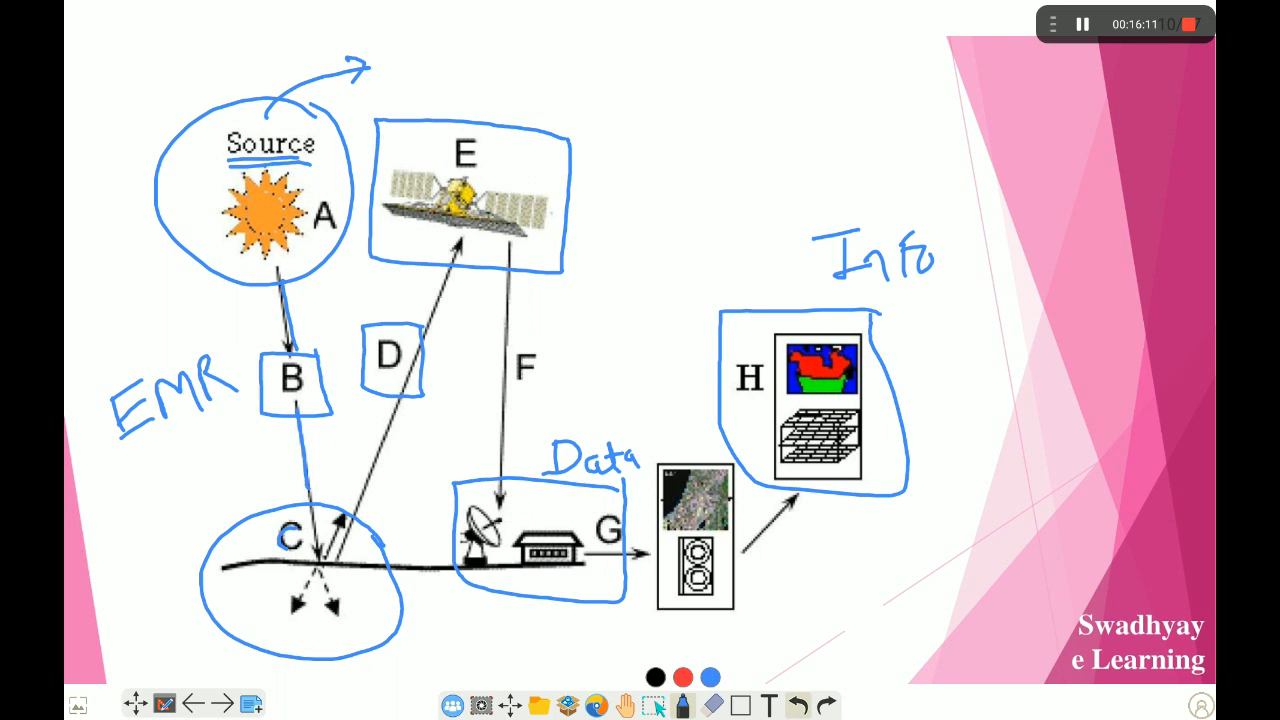 00:16:11
Source
A
E
Info
EMR
B
D
F
H
Data
C
G
Swadhyay
e Learning
T